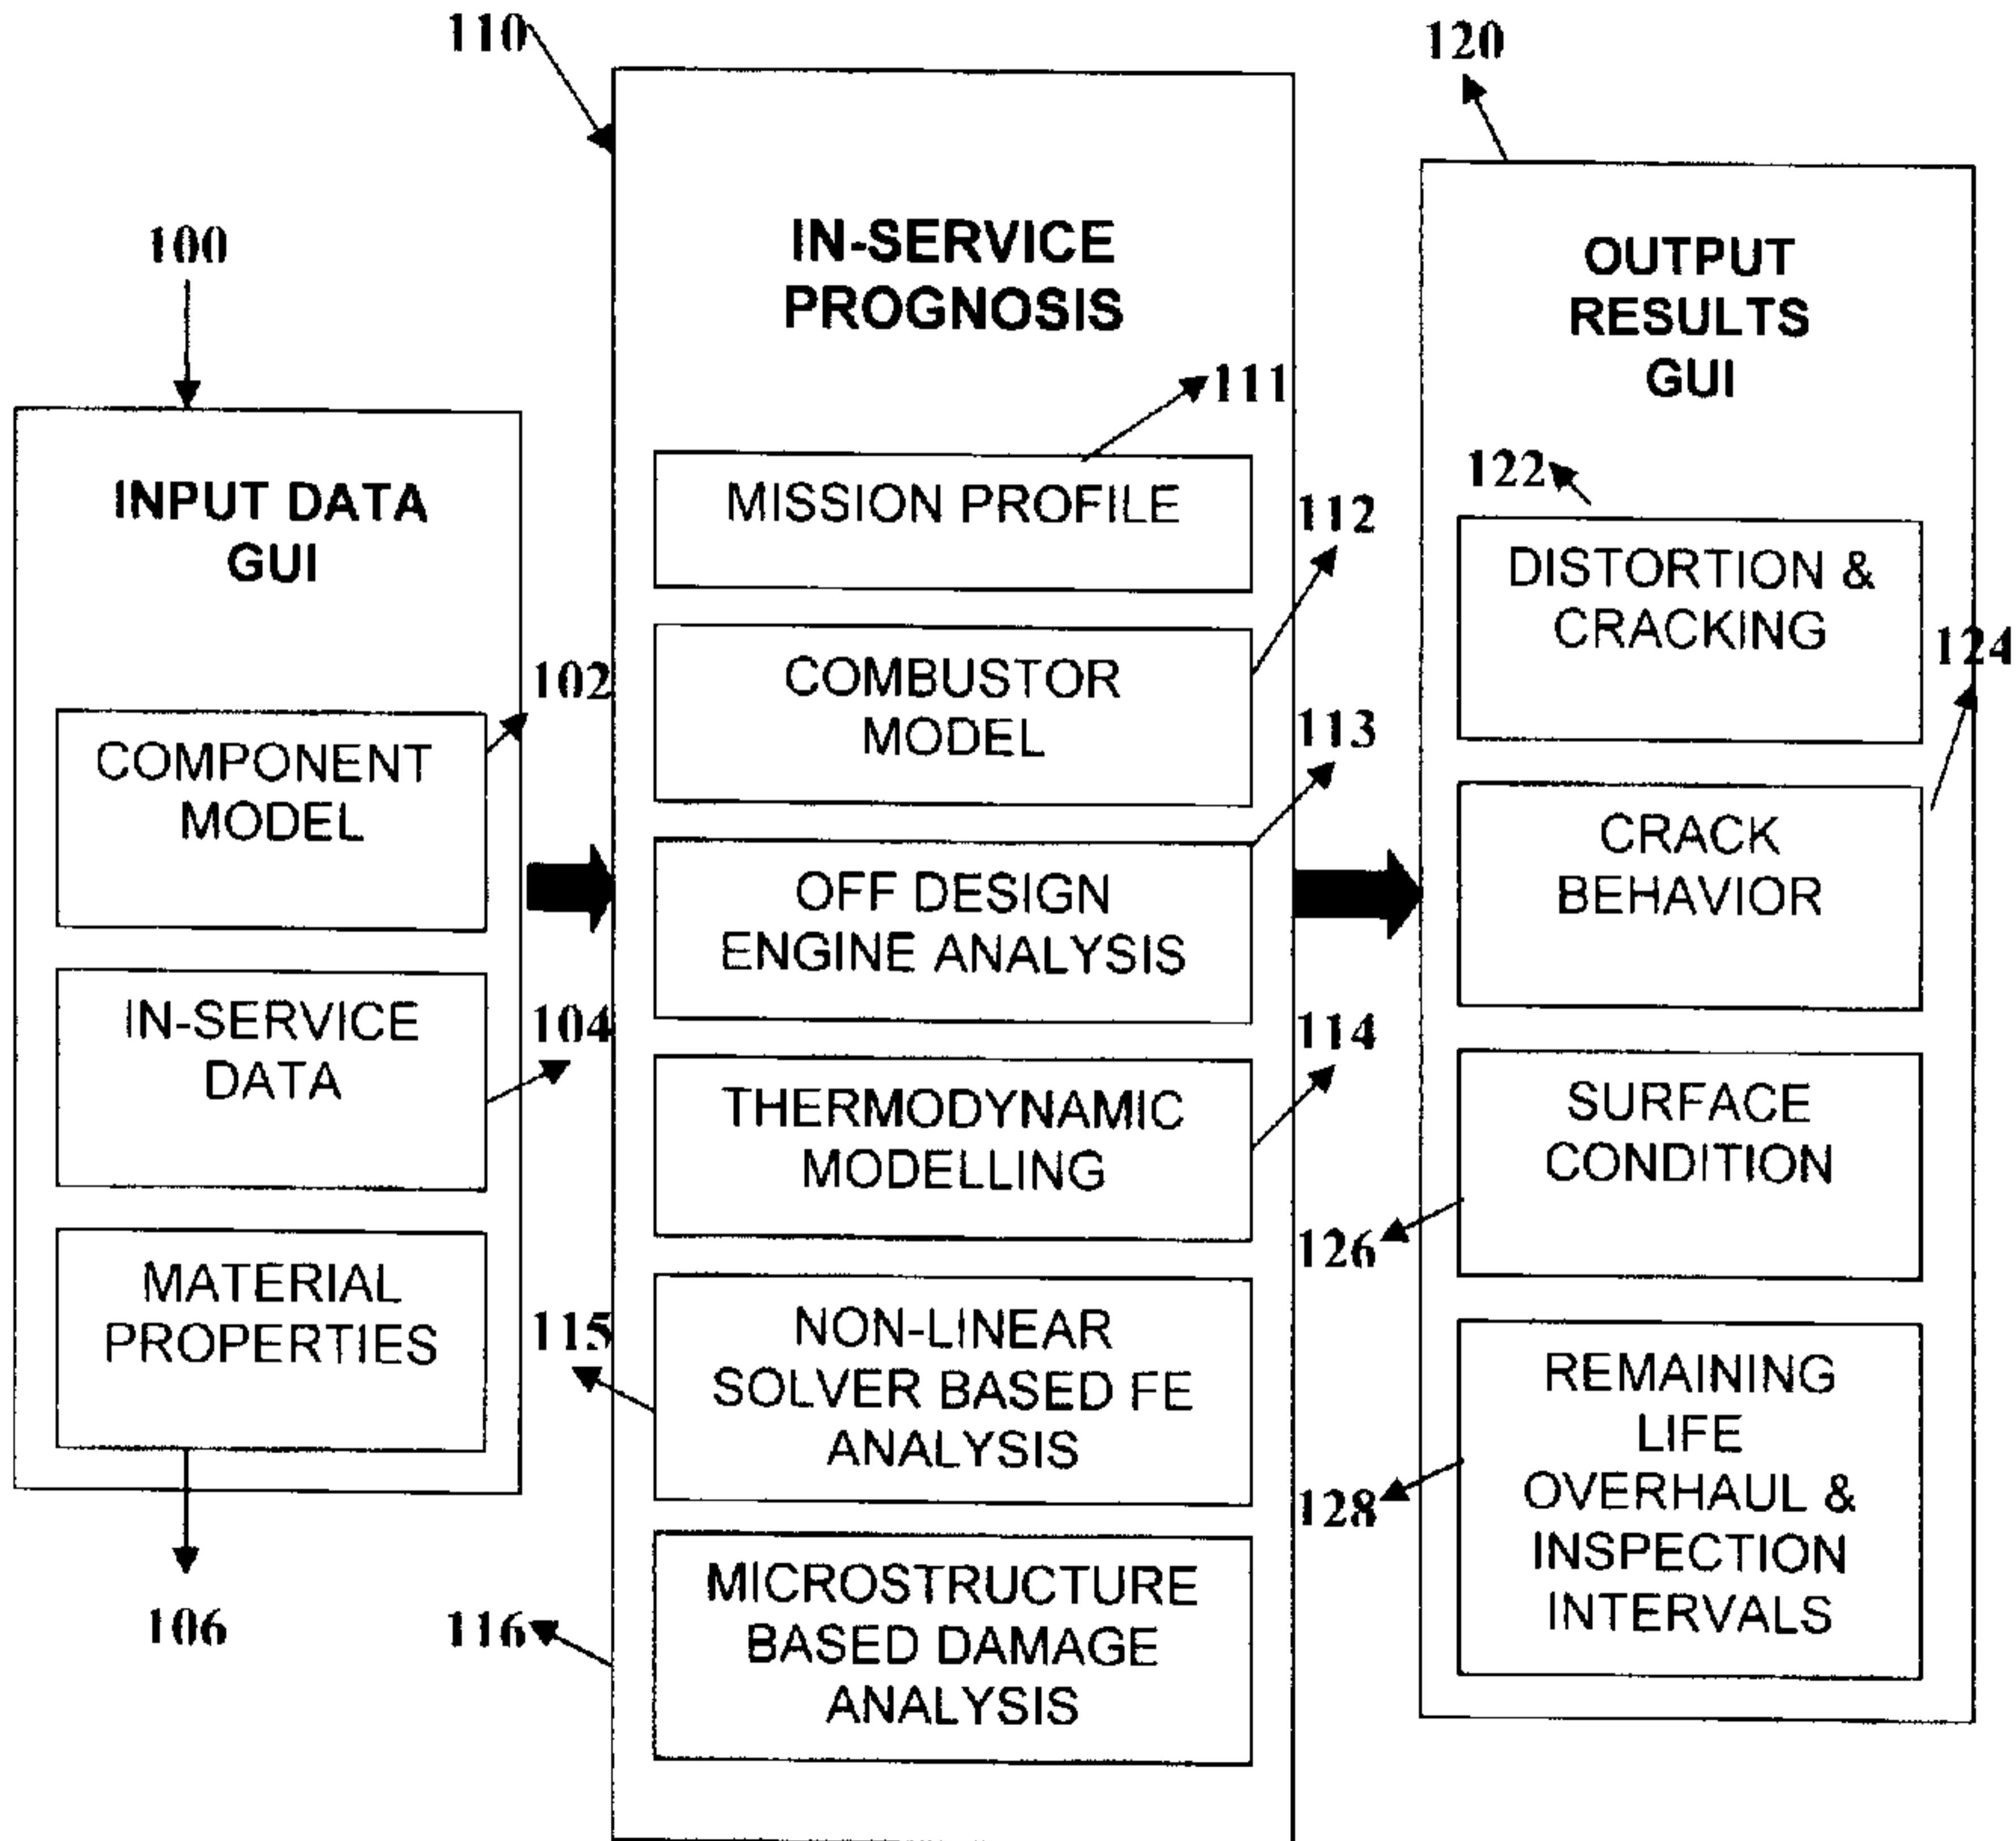 100
INPUT DATA
GUI
102
COMPONENT
MODEL
104
IN-SERVICE
DATA
MATERIAL
PROPERTIES
106
110
IN-SERVICE
PROGNOSIS
111
MISSION PROFILE
112
COMBUSTOR
MODEL
113
OFF DESIGN
ENGINE ANALYSIS
114
THERMODYNAMIC
MODELLING
115
NON-LINEAR
SOLVER BASED FE
ANALYSIS
116
MICROSTRUCTURE
BASED DAMAGE
ANALYSIS
120
OUTPUT
RESULTS
GUI
122
DISTORTION &
CRACKING
124
CRACK
BEHAVIOR
126
SURFACE
CONDITION
128
REMAINING
LIFE
OVERHAUL &
INSPECTION
INTERVALS